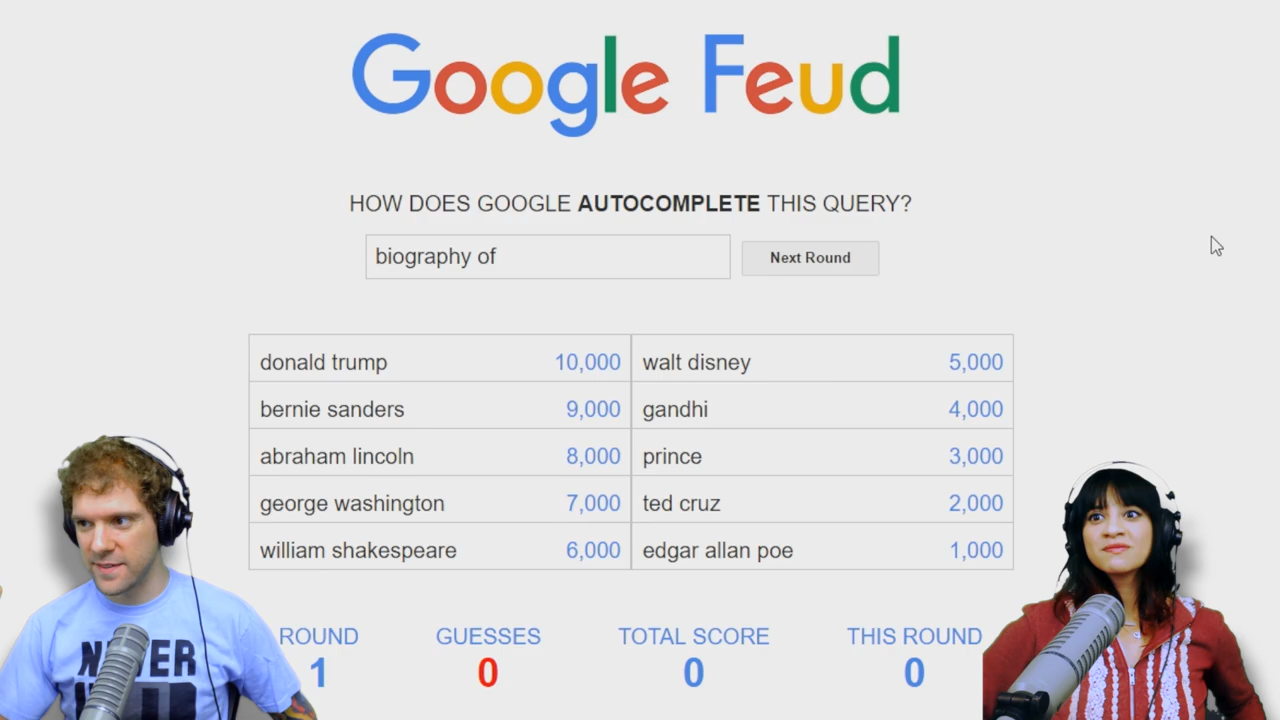 Google Feud
HOW DOES GOOGLE AUTOCOMPLETE THIS QUERY?
biography of
Next Round
donald trump 10,000 walt disney 5,000
bernie sanders 9,000 gandhi 4,000
abraham lincoln 8,000 prince 3,000
george washington 7,000 ted cruz 2,000
william shakespeare 6,000 edgar allan poe 1,000
ROUND GUESSES TOTAL SCORE THIS ROUND
1 0 0 0